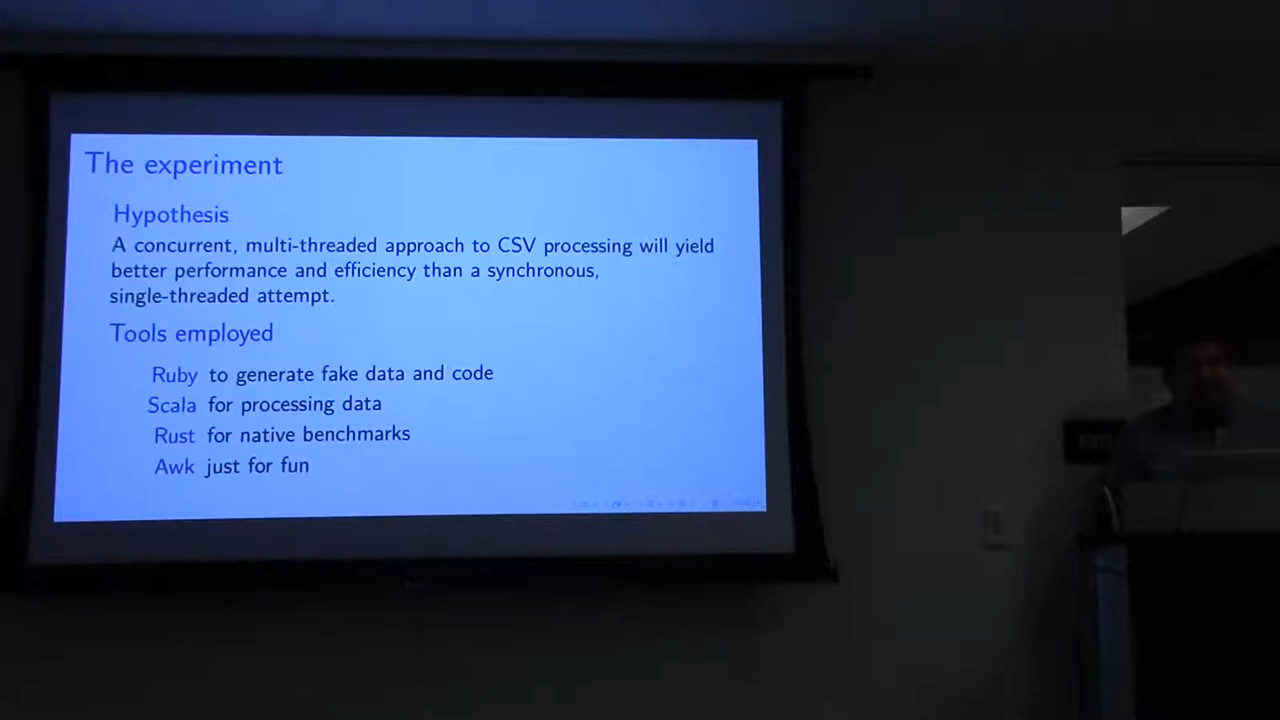 The experiment
Hypothesis
A concurrent, multi-threaded approach to CSV processing will yield
better performance and efficiency than a synchronous,
single-threaded attempt.
Tools employed
Ruby to generate fake data and code
Scala for processing data
Rust for native benchmarks
Awk just for fun